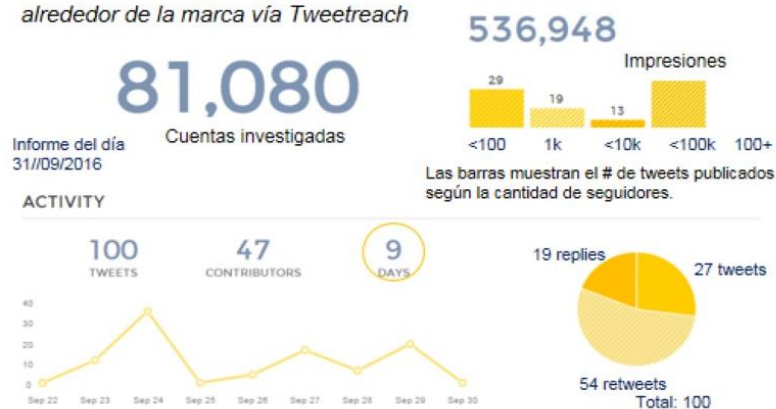 alrededor de la marca vía Tweetreach
81,080
Cuentas investigadas
Informe del día
31//09/2016
536,948
Impresiones
29
19
13
<100 1k <10k <100k 100+
Las barras muestran el # de tweets publicados
según la cantidad de seguidores.
ACTIVITY
100
TWEETS
47
CONTRIBUTORS
9
DAYS
40
30
20
10
0
Sep 22 Sep 23 Sep 24 Sep 25 Sep 26 Sep 27 Sep 28 Sep 29 Sep 30
19 replies
27 tweets
54 retweets
Total: 100